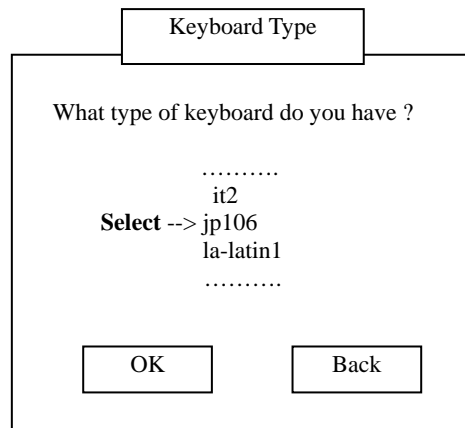 Keyboard Type
What type of keyboard do you have ?
……….
it2
Select --> jp106
la-latin1
……….
OK Back